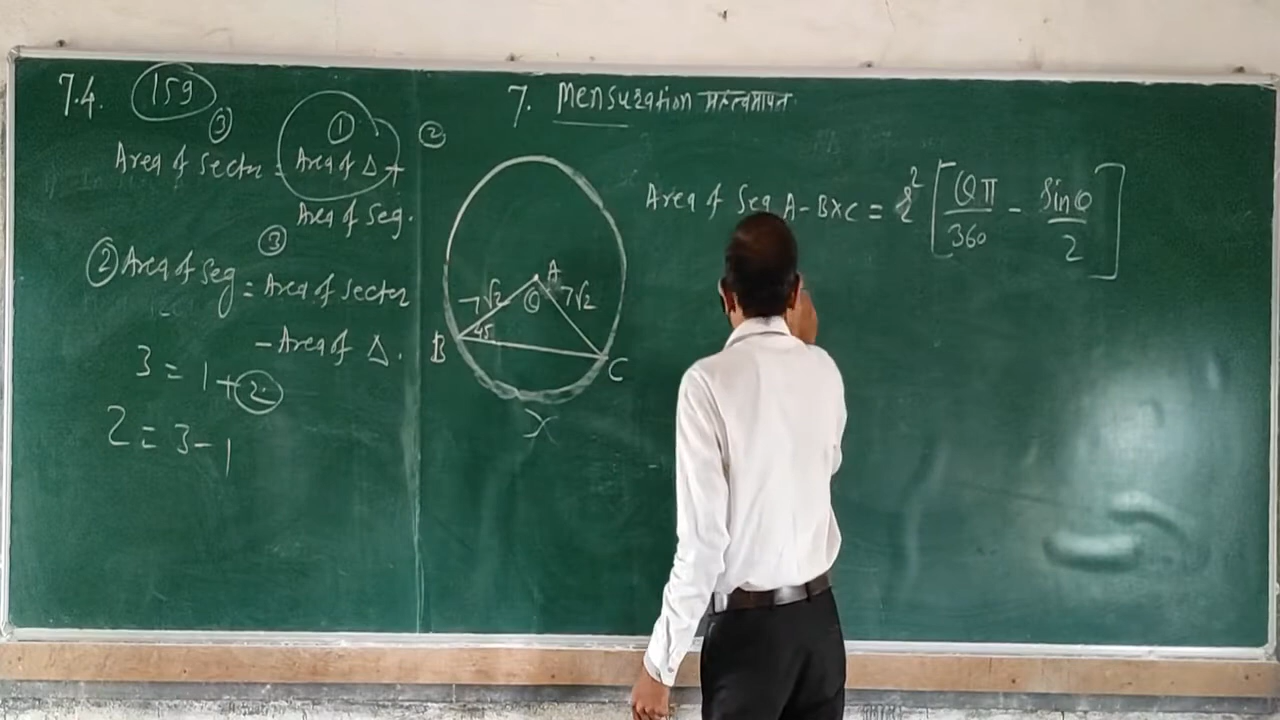 7.4. 159
7. Mensuration महत्वमापन
③ ① ②
Area of Sector = Area of Δ +
Area of Seg.
③
② Area of Seg = Area of Sector
- Area of Δ.
3 = 1 + 2.
2 = 3 - 1
A
7√2 θ 7√2
45
B
C
X
Area of Seg A-BXC = r² [ θπ/360 - Sinθ/2 ]